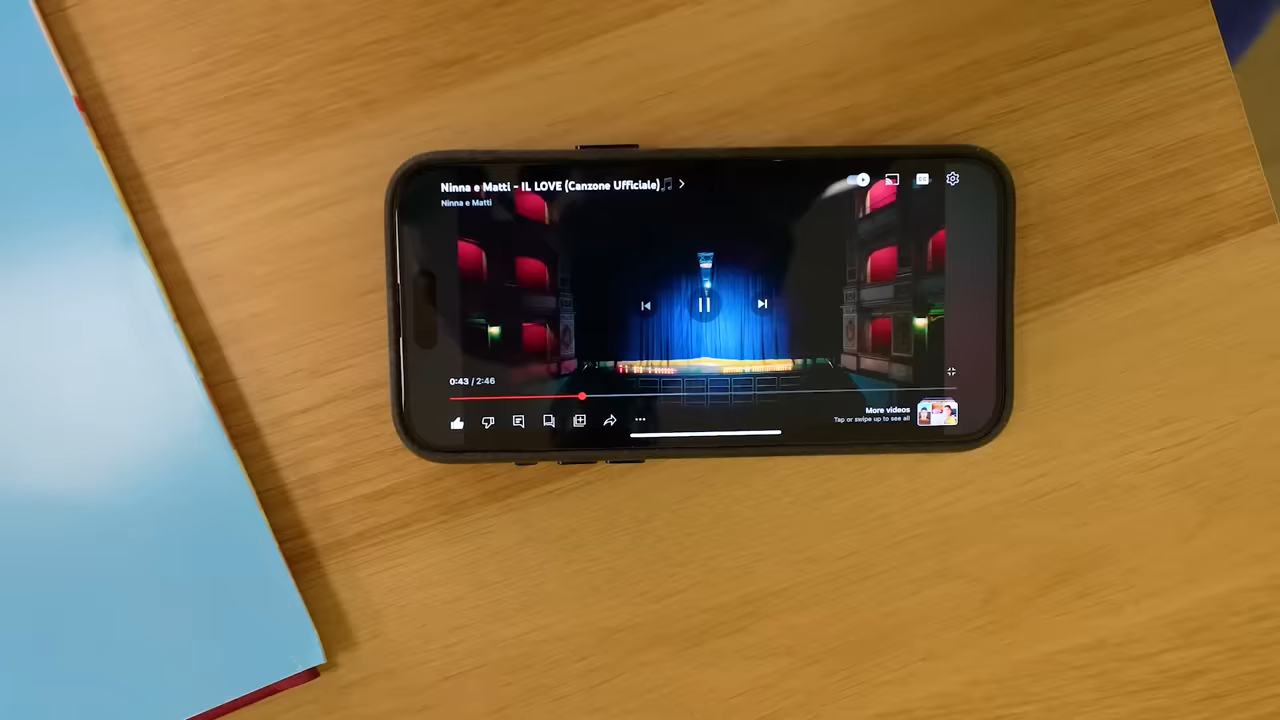 Ninna e Matti - IL LOVE (Canzone Ufficiale)🎵
Ninna e Matti
CC
0:43 / 2:46
More videos
Tap or swipe up to see all